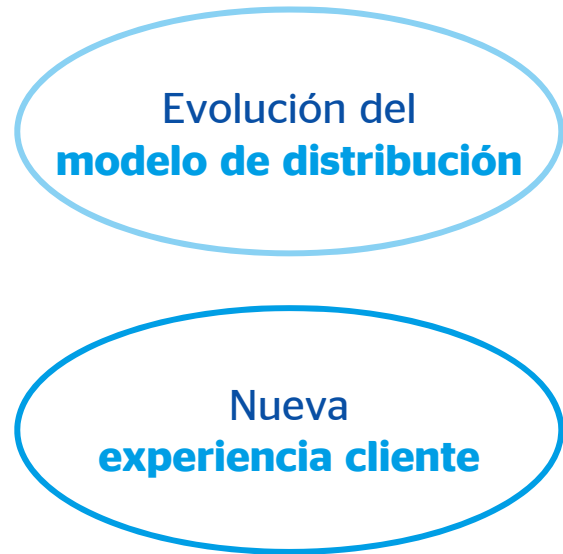 Evolución del
modelo de distribución
Nueva
experiencia cliente